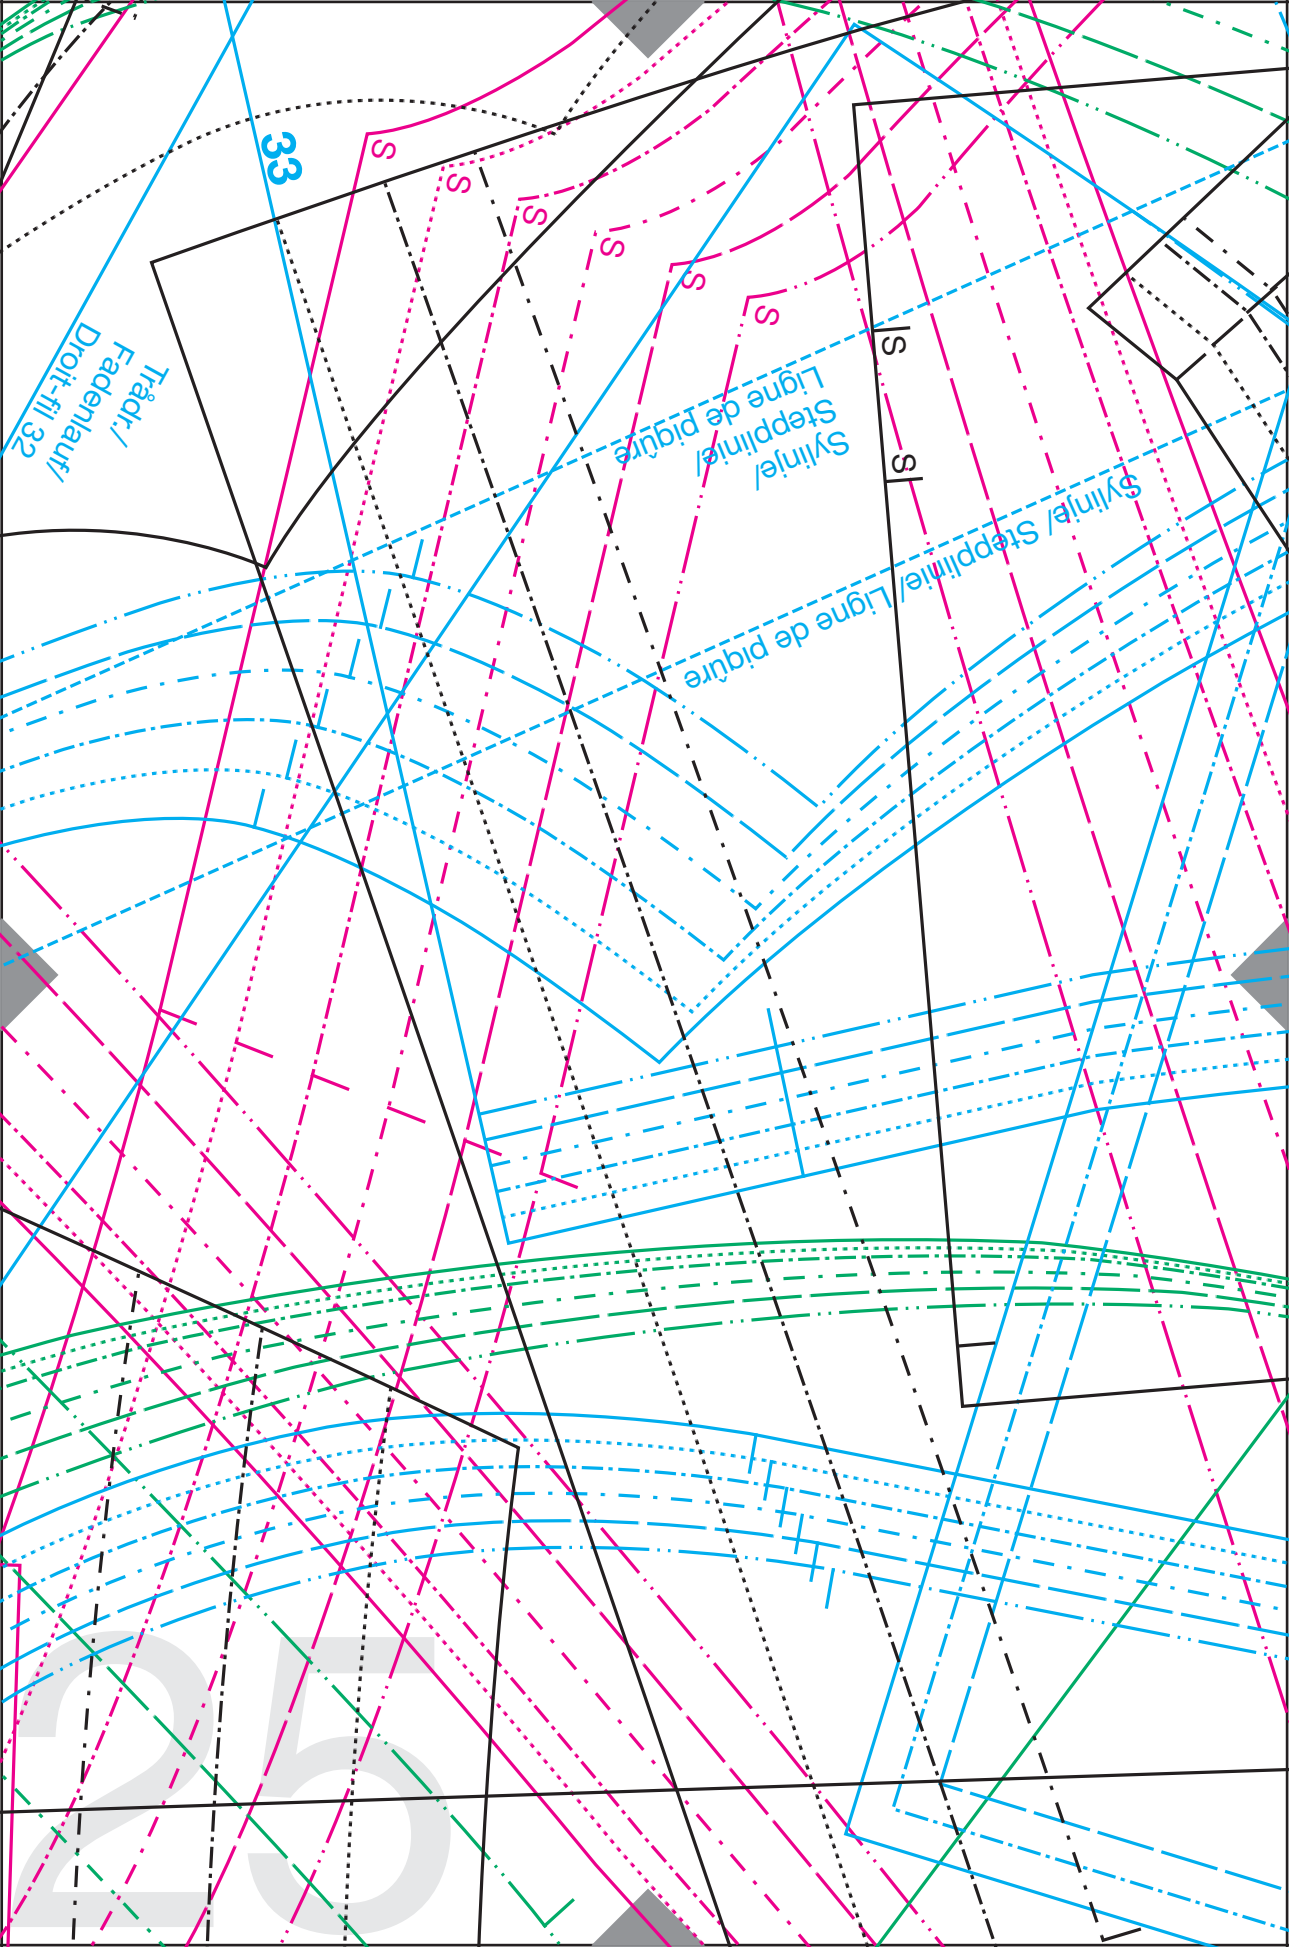 33
S
S
S
S
S
S
Trådr./
Fadenlauf/
Droit-fil 32
S
S
Sylinje/
Stepplinie/
Ligne de piqûre
Sylinje/ Stepplinie/ Ligne de piqûre
25